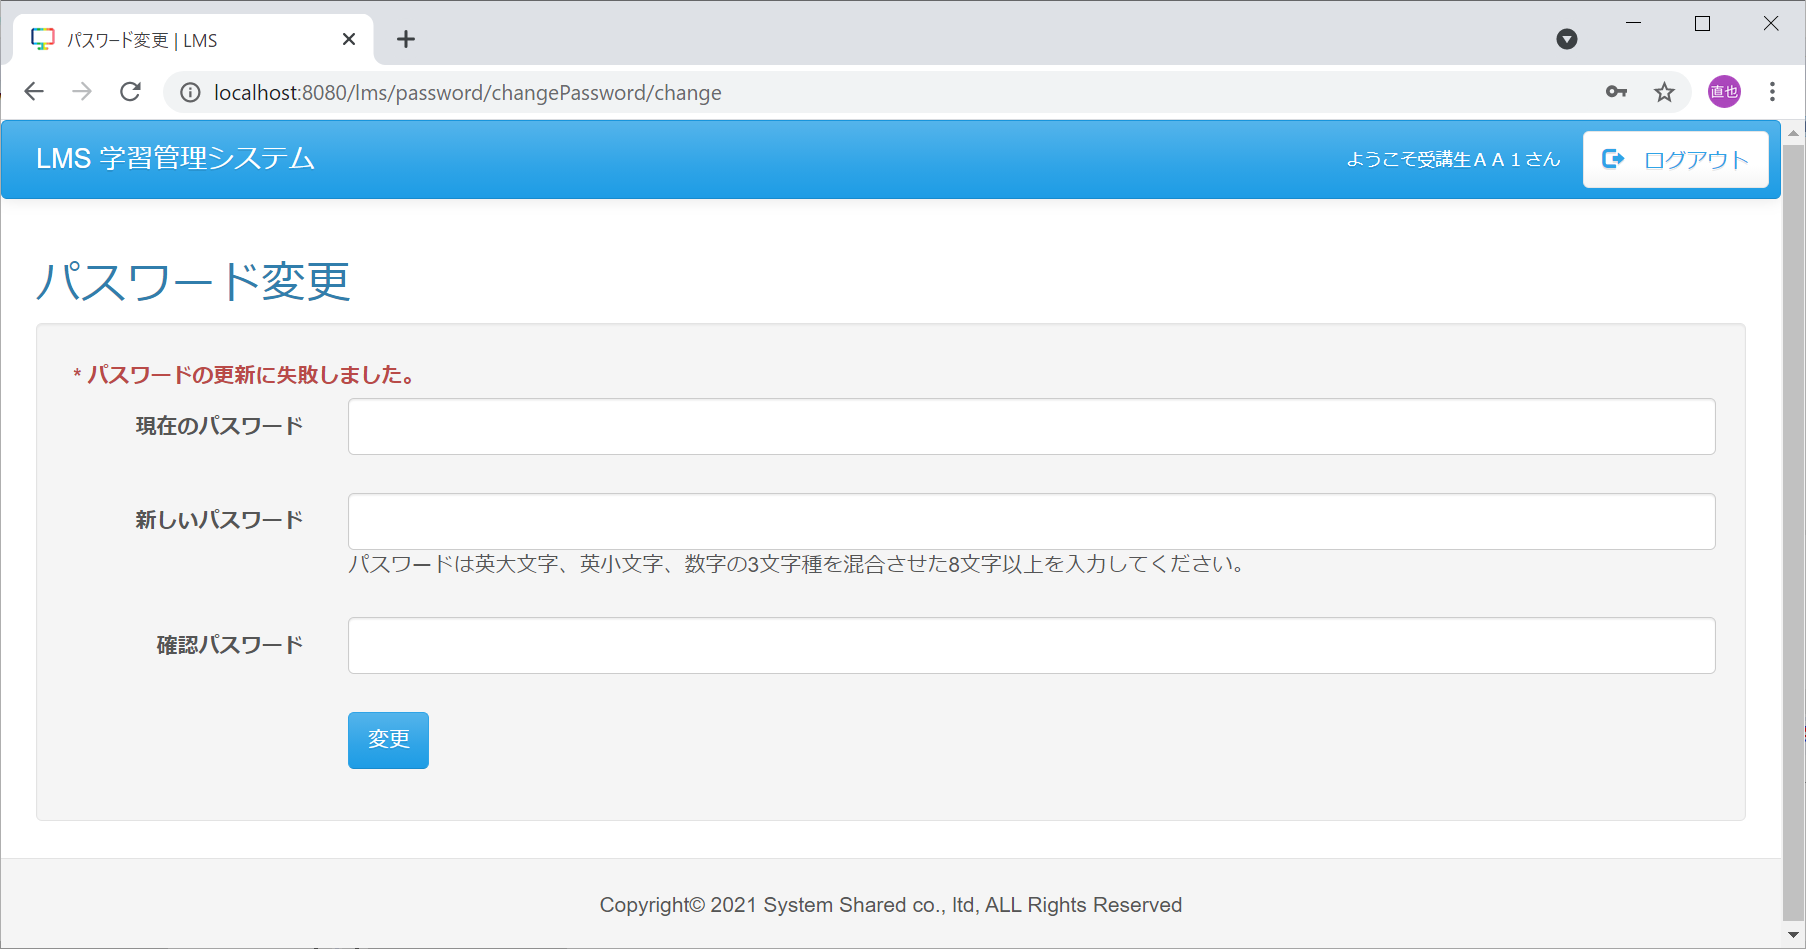 パスワード変更 | LMS
localhost:8080/lms/password/changePassword/change
直也
LMS 学習管理システム
ようこそ受講生ＡＡ１さん
ログアウト
パスワード変更
* パスワードの更新に失敗しました。
現在のパスワード
新しいパスワード
パスワードは英大文字、英小文字、数字の3文字種を混合させた8文字以上を入力してください。
確認パスワード
変更
Copyright© 2021 System Shared co., ltd, ALL Rights Reserved